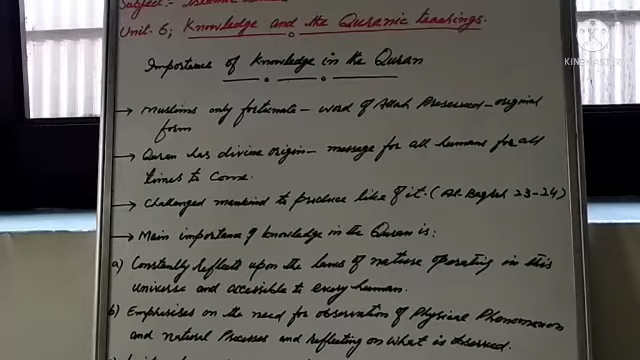 Subject:- Islamic
Unit. 6; Knowledge and the Quranic teachings.
KINEMASTER
Importance of Knowledge in the Quran
→ Muslims only fortunate - word of Allah Preserved - original
form
→ Quran has divine origin - message for all humans for all
times to come.
→ Challenged mankind to produce like of it. (Al-Baqrah 23-24)
→ Main importance of knowledge in the Quran is:
a) Constantly reflects upon the laws of nature operating in this
universe and accessible to every human.
b) Emphasises on the need for observation of Physical Phenomenon
and natural Processes and reflecting on what is observed.